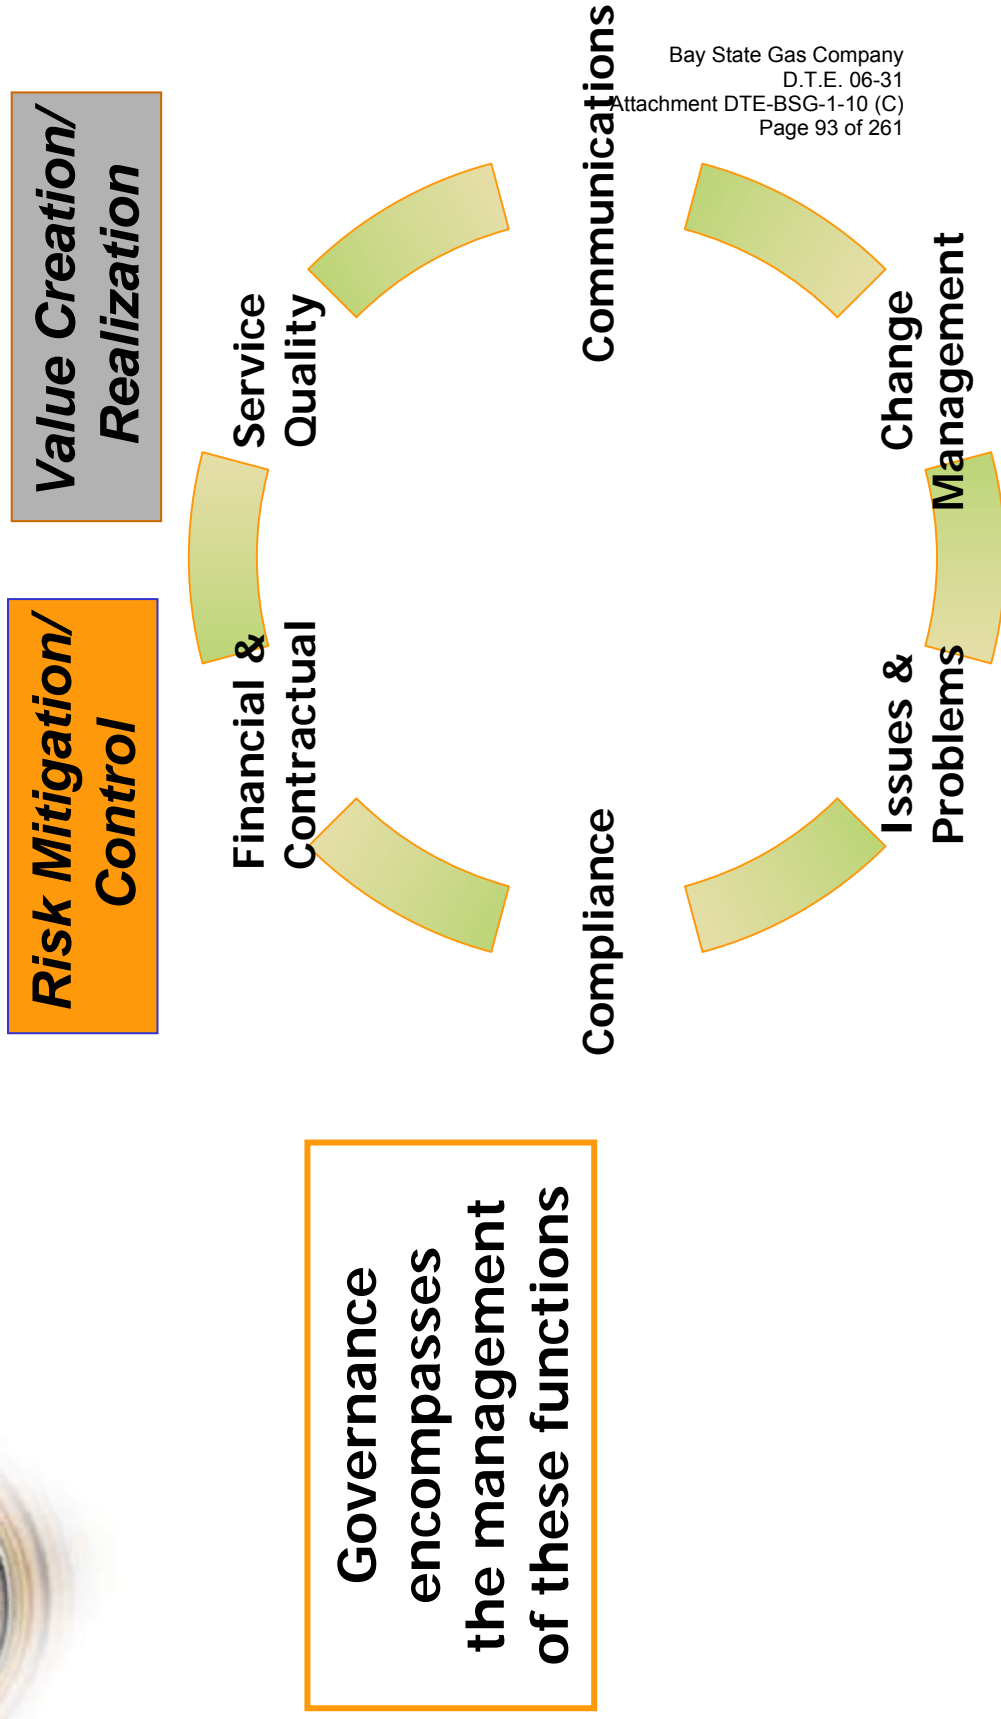 Bay State Gas Company
D.T.E. 06-31
Attachment DTE-BSG-1-10 (C)
Page 93 of 261
Risk Mitigation/
Control
Value Creation/
Realization
Governance
encompasses
the management
of these functions
Financial &
Contractual
Service
Quality
Compliance
Communications
Issues &
Problems
Change
Management